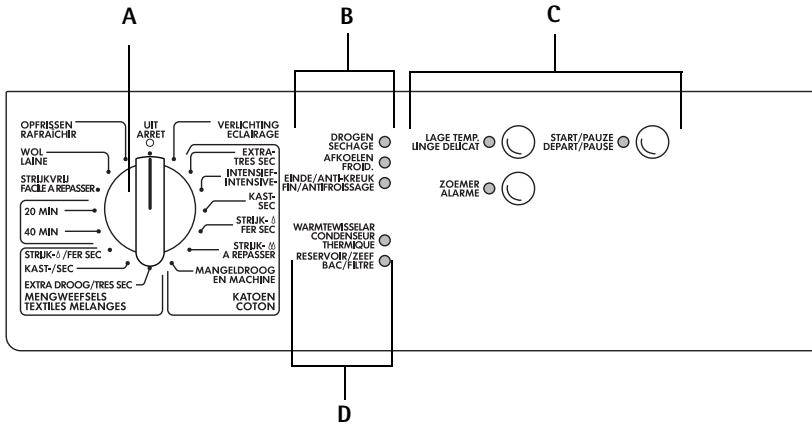 A
B
C
OPFRISSEN
RAFRAÎCHIR
WOL
LAINE
STRIJKVRIJ
FACILE A REPASSER
20 MIN
40 MIN
STRIJK-💧/FER SEC
KAST-/SEC
EXTRA DROOG/TRES SEC
MENGWEEFSELS
TEXTILES MELANGES
UIT
ARRET
VERLICHTING
ECLAIRAGE
EXTRA-
TRES SEC
INTENSIEF-
INTENSIVE-
KAST-
SEC
STRIJK-💧
FER SEC
STRIJK-💧💧
A REPASSER
MANGELDROOG
EN MACHINE
KATOEN
COTON
DROGEN
SECHAGE
AFKOELEN
FROID.
EINDE/ANTI-KREUK
FIN/ANTIFROISSAGE
WARMTEWISSELAR
CONDENSEUR
THERMIQUE
RESERVOIR/ZEEF
BAC/FILTRE
LAGE TEMP.
LINGE DELICAT
START/PAUZE
DEPART/PAUSE
ZOEMER
ALARME
D